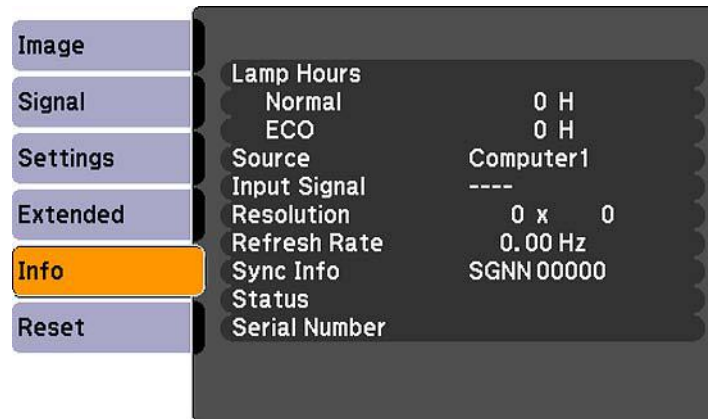 Image
Signal
Settings
Extended
Info
Reset
Lamp Hours
Normal 0 H
ECO 0 H
Source Computer1
Input Signal ----
Resolution 0 x 0
Refresh Rate 0.00 Hz
Sync Info SGNN 00000
Status
Serial Number